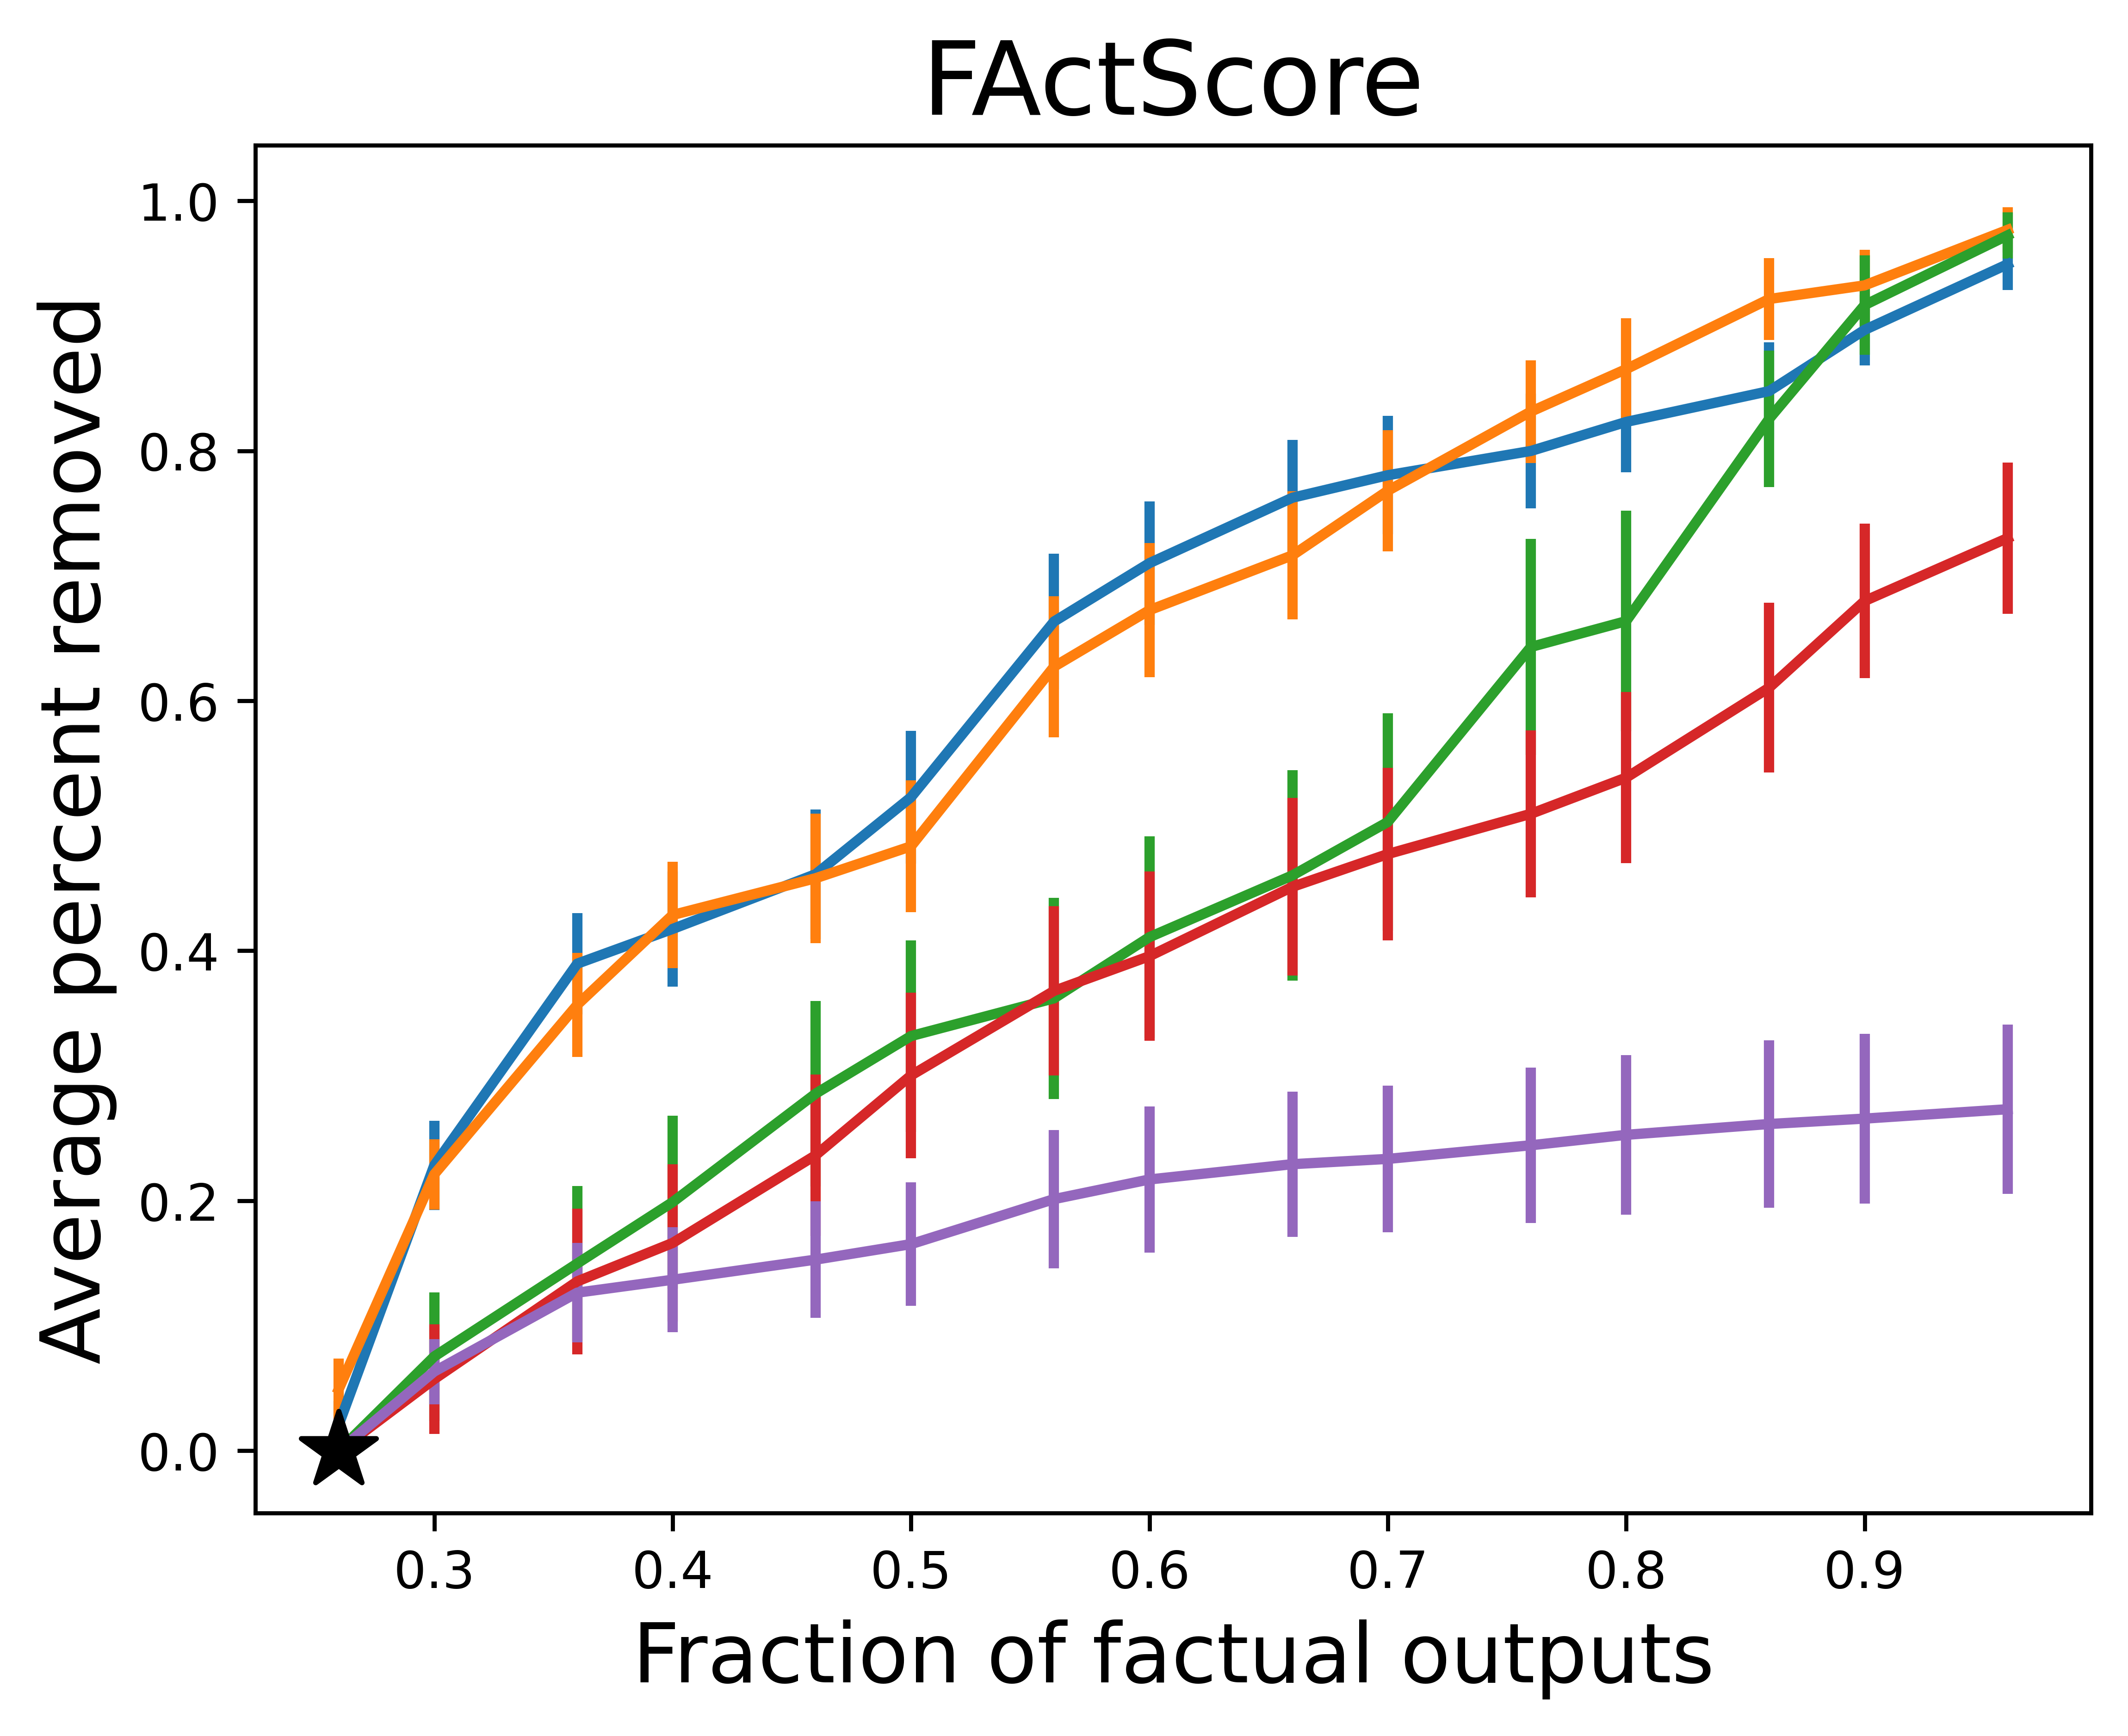 FActScore
Average percent removed
1.0
0.8
0.6
0.4
0.2
0.0
0.3 0.4 0.5 0.6 0.7 0.8 0.9
Fraction of factual outputs